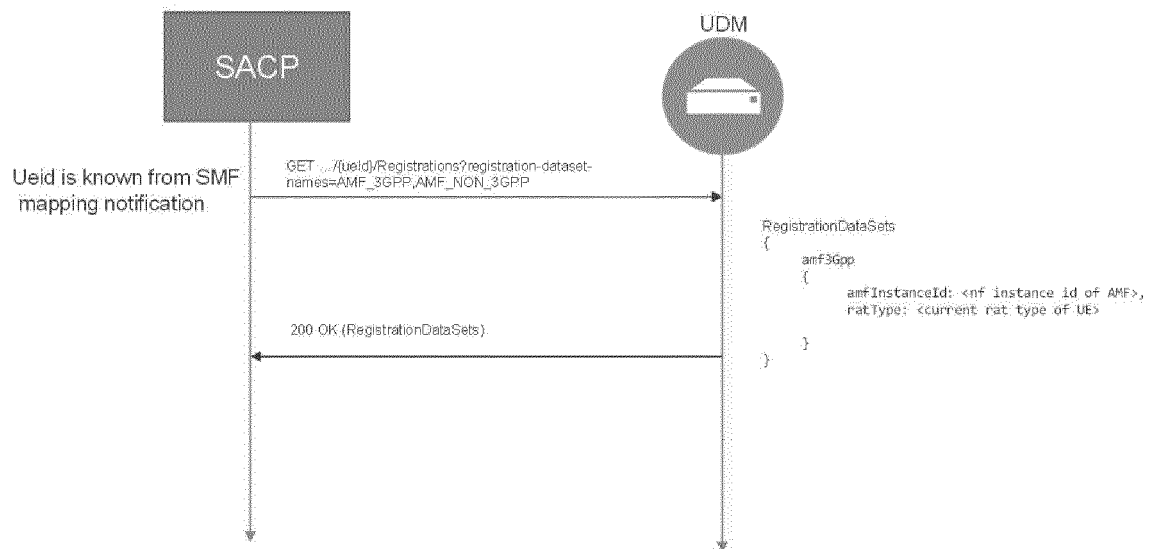 SACP
UDM
Ueid is known from SMF
mapping notification
GET .../{ueId}/Registrations?registration-dataset-
names=AMF_3GPP,AMF_NON_3GPP
RegistrationDataSets
{
amf3Gpp
{
amfInstanceId: <nf instance id of AMF>,
ratType: <current rat type of UE>
}
}
200 OK (RegistrationDataSets)